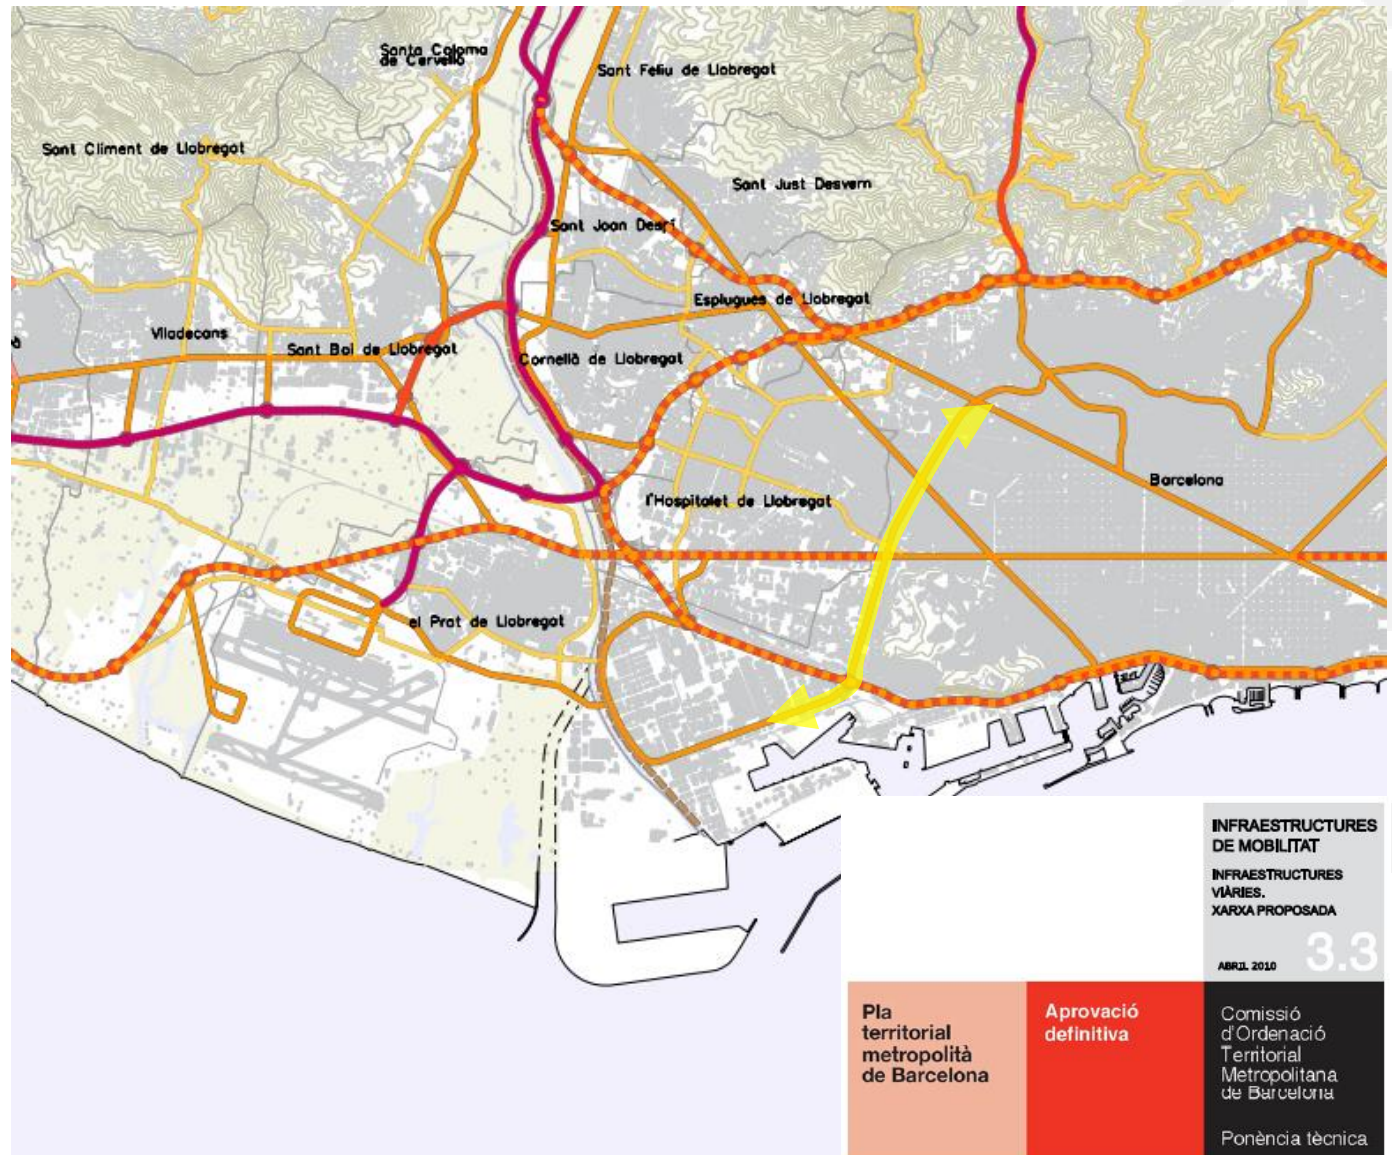 Santa Coloma
de Cervelló
Sant Feliu de Llobregat
Sant Climent de Llobregat
Sant Just Desvern
Sant Joan Despí
Esplugues de Llobregat
Viladecans
Sant Boi de Llobregat
Cornellà de Llobregat
Barcelona
l'Hospitalet de Llobregat
el Prat de Llobregat
INFRAESTRUCTURES
DE MOBILITAT
INFRAESTRUCTURES
VIÀRIES.
XARXA PROPOSADA
ABRIL 2010
3.3
Pla
territorial
metropolità
de Barcelona
Aprovació
definitiva
Comissió
d'Ordenació
Territorial
Metropolitana
de Barcelona
Ponència tècnica